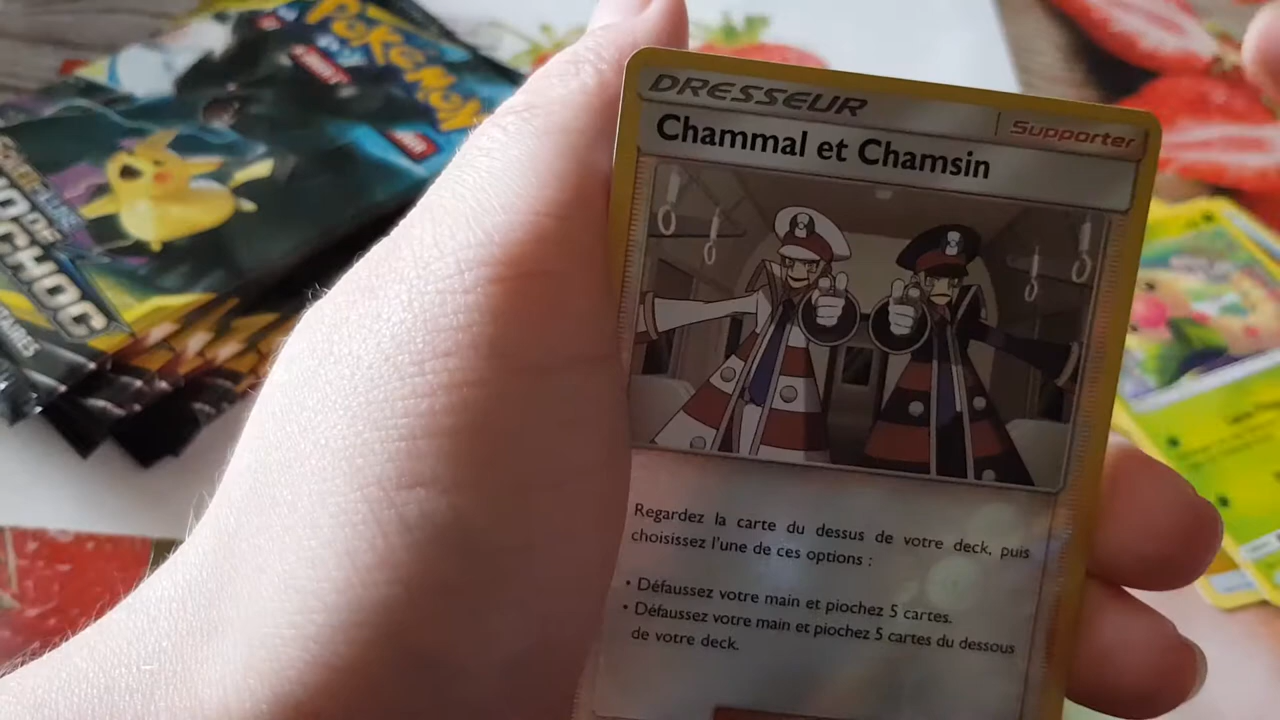 POKEMON
CHOC
DRESSEUR
Supporter
Chammal et Chamsin
Regardez la carte du dessus de votre deck, puis
choisissez l'une de ces options :
• Défaussez votre main et piochez 5 cartes.
• Défaussez votre main et piochez 5 cartes du dessous
de votre deck.